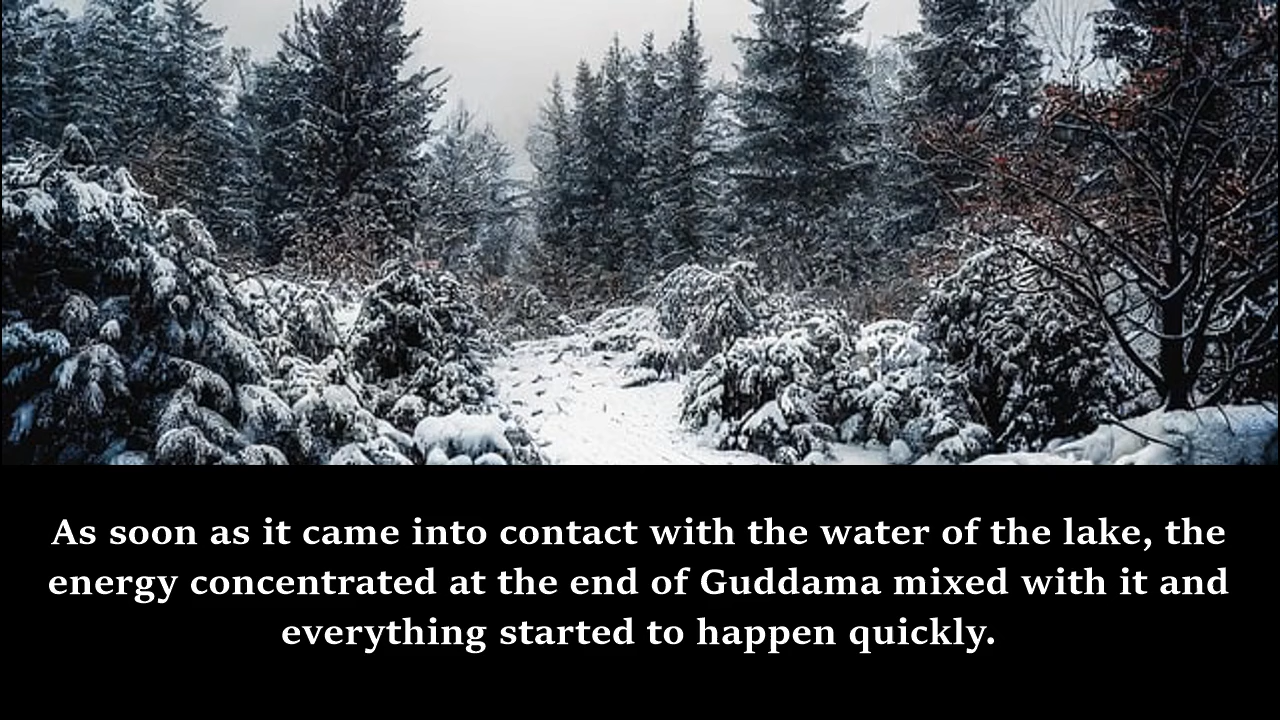 As soon as it came into contact with the water of the lake, the
energy concentrated at the end of Guddama mixed with it and
everything started to happen quickly.